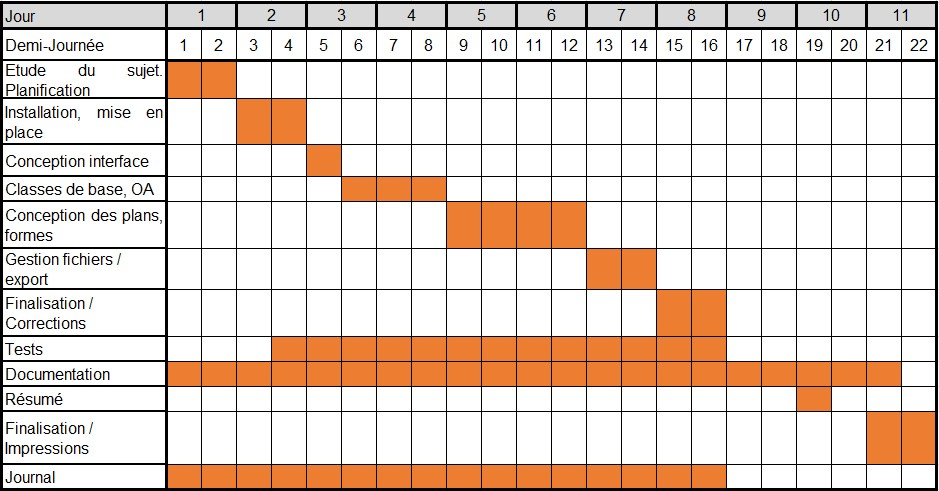 Jour 1 2 3 4 5 6 7 8 9 10 11
Demi-Journée 1 2 3 4 5 6 7 8 9 10 11 12 13 14 15 16 17 18 19 20 21 22
Etude du sujet.
Planification
Installation, mise en
place
Conception interface
Classes de base, OA
Conception des plans,
formes
Gestion fichiers /
export
Finalisation /
Corrections
Tests
Documentation
Résumé
Finalisation /
Impressions
Journal